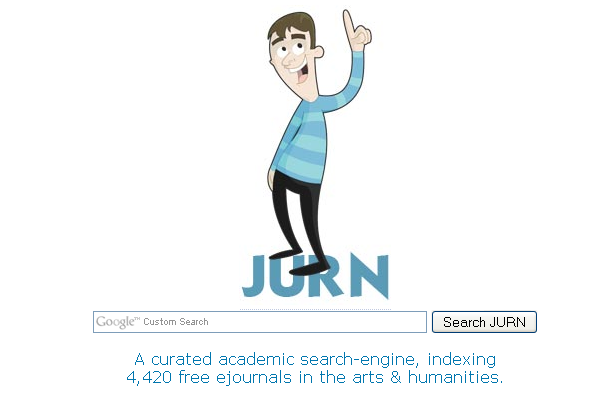 JURN
Google™ Custom Search Search JURN
A curated academic search-engine, indexing
4,420 free ejournals in the arts & humanities.